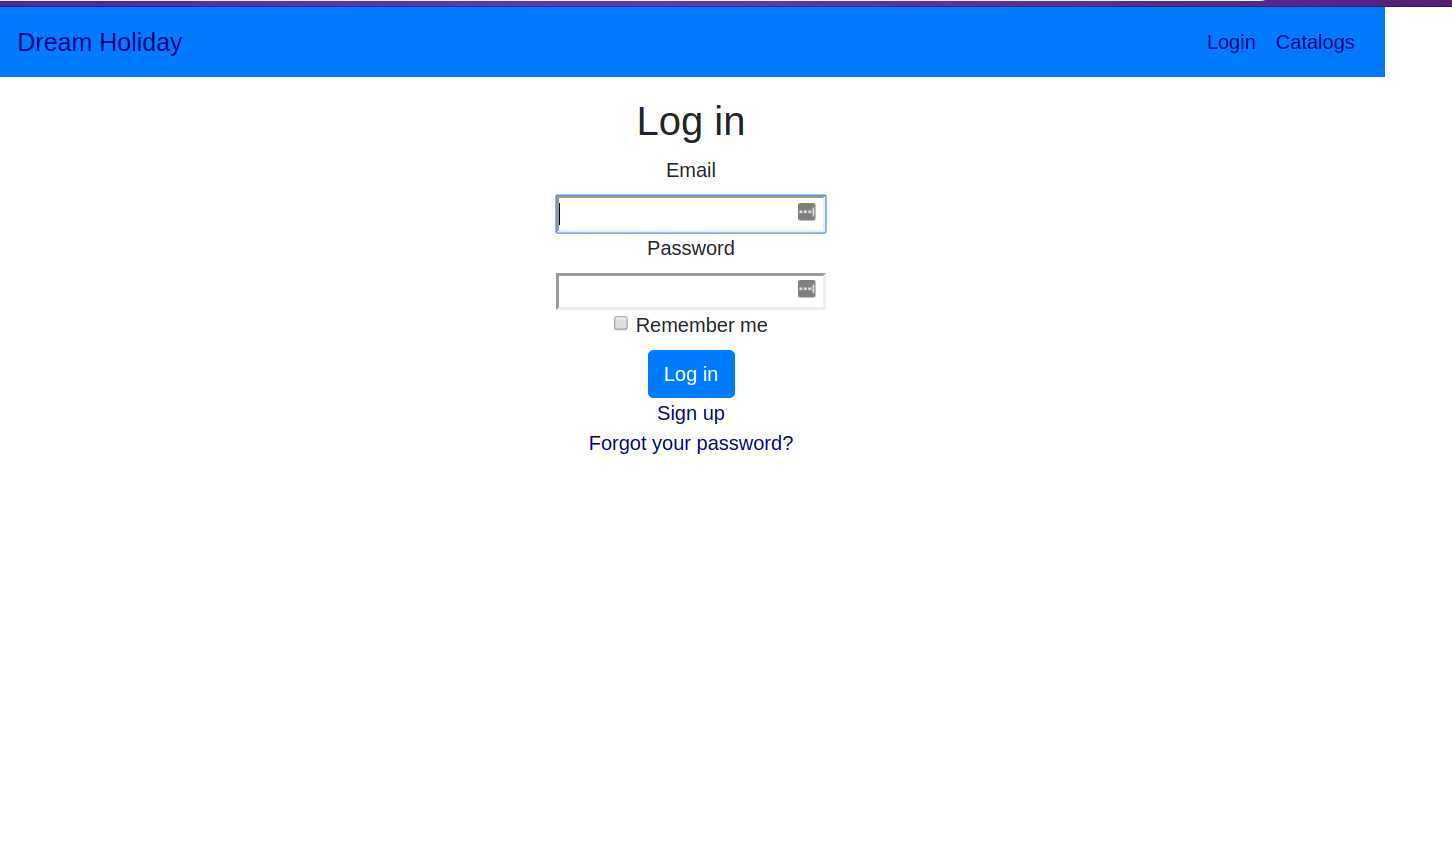 Dream Holiday Login Catalogs
Log in
Email
Password
Remember me
Log in
Sign up
Forgot your password?